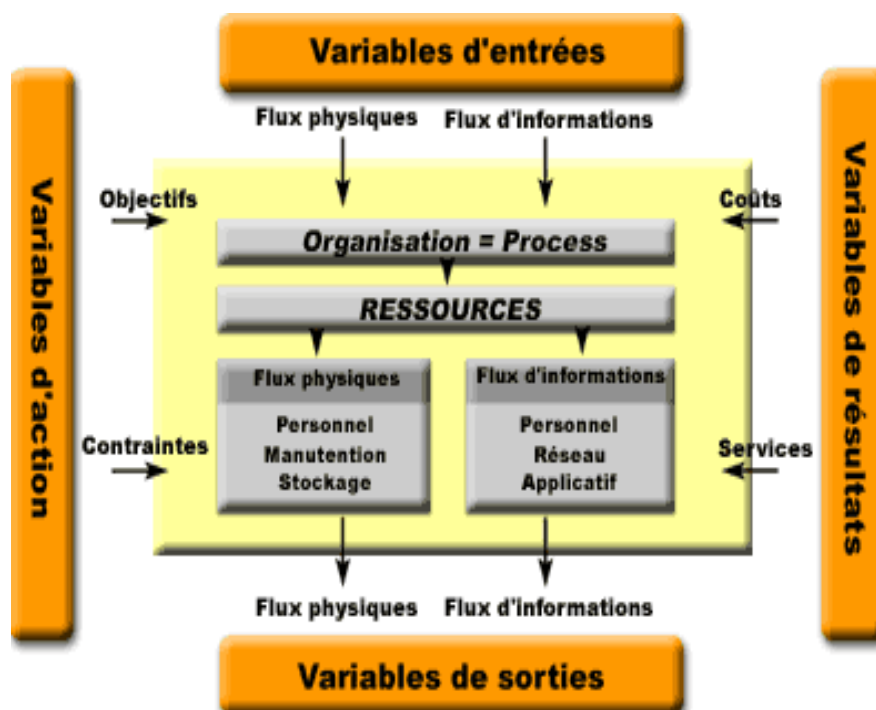 Variables d'entrées
Flux physiques
Flux d'informations
Variables d'action
Objectifs
Contraintes
Organisation = Process
RESSOURCES
Flux physiques
Personnel
Manutention
Stockage
Flux d'informations
Personnel
Réseau
Applicatif
Coûts
Services
Variables de résultats
Flux physiques
Flux d'informations
Variables de sorties